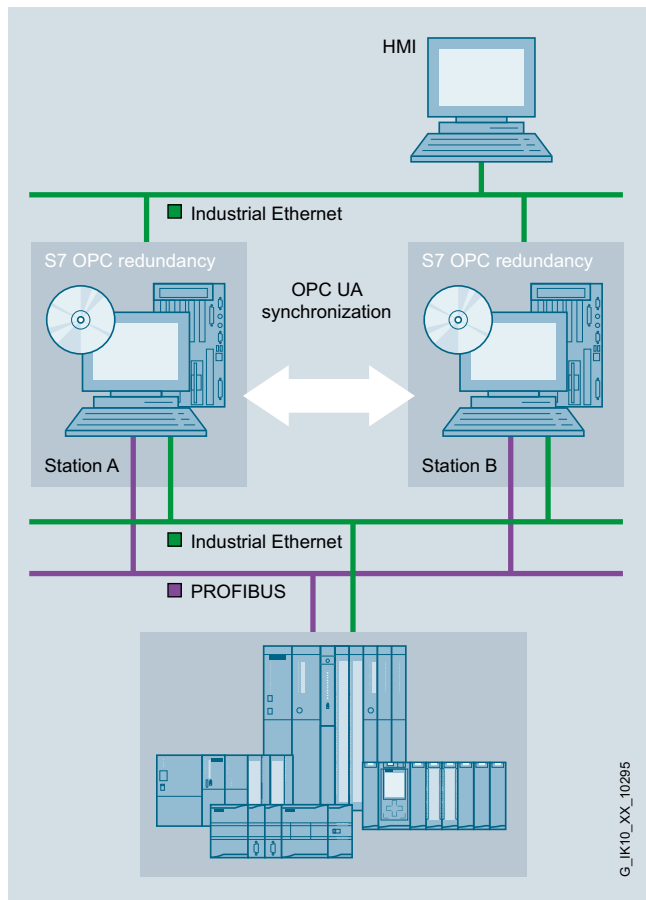 HMI
Industrial Ethernet
S7 OPC redundancy
S7 OPC redundancy
OPC UA
synchronization
Station A
Station B
Industrial Ethernet
PROFIBUS
G_IK10_XX_10295